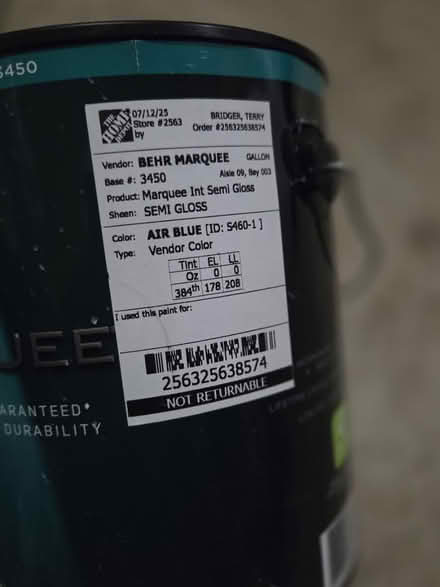 3450
THE HOME DEPOT
07/12/25 BRIDGER, TERRY
Store #2563 Order #256325638574
by
Vendor: BEHR MARQUEE GALLON
Base #: 3450 Aisle 09, Bay 003
Product: Marquee Int Semi Gloss
Sheen: SEMI GLOSS
Color: AIR BLUE [ID: S460-1 ]
Type: Vendor Color
Tint EL LL
Oz 0 0
384th 178 208
I used this paint for:
256325638574
NOT RETURNABLE
UEE
ARANTEED*
DURABILITY